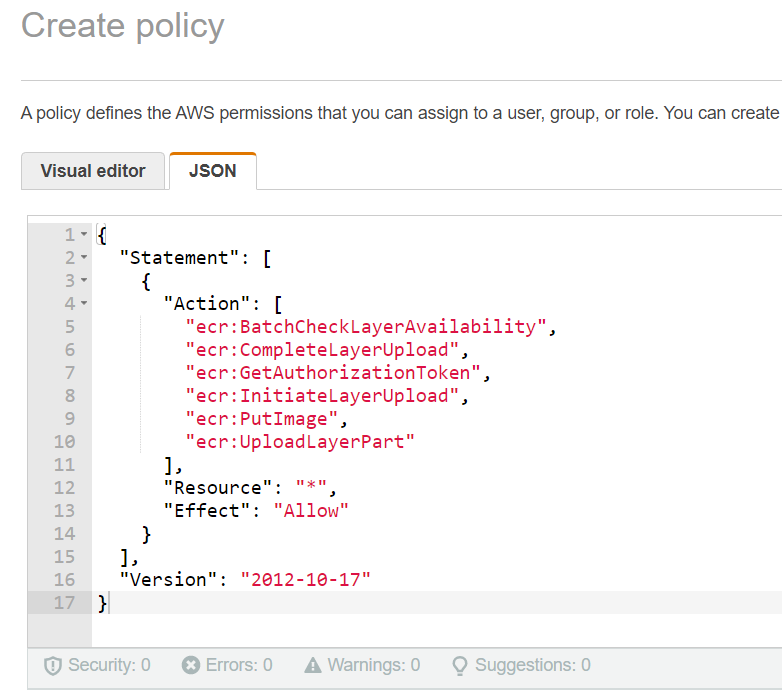 Create policy
A policy defines the AWS permissions that you can assign to a user, group, or role. You can create
Visual editor JSON
1 {
2 "Statement": [
3 {
4 "Action": [
5 "ecr:BatchCheckLayerAvailability",
6 "ecr:CompleteLayerUpload",
7 "ecr:GetAuthorizationToken",
8 "ecr:InitiateLayerUpload",
9 "ecr:PutImage",
10 "ecr:UploadLayerPart"
11 ],
12 "Resource": "*",
13 "Effect": "Allow"
14 }
15 ],
16 "Version": "2012-10-17"
17 }
Security: 0 Errors: 0 Warnings: 0 Suggestions: 0